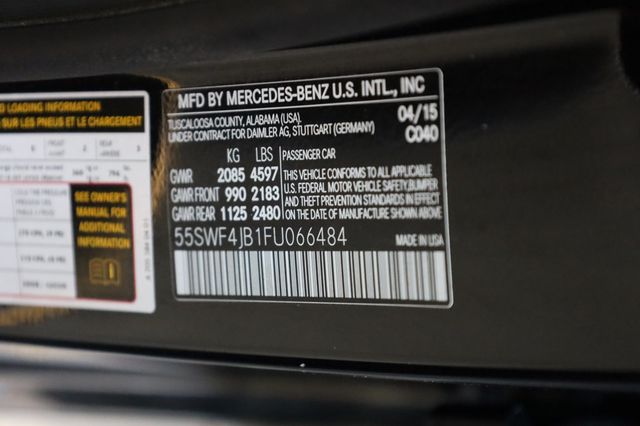 LOADING INFORMATION
SUR LES PNEUS ET LE CHARGEMENT
SEE OWNER'S
MANUAL FOR
ADDITIONAL
INFORMATION
MFD BY MERCEDES-BENZ U.S. INTL., INC
TUSCALOOSA COUNTY, ALABAMA (USA). 04/15
UNDER CONTRACT FOR DAIMLER AG, STUTTGART (GERMANY) C040
KG LBS PASSENGER CAR
GVWR 2085 4597 THIS VEHICLE CONFORMS TO ALL APPLICABLE
GAWR FRONT 990 2183 U.S. FEDERAL MOTOR VEHICLE SAFETY,BUMPER
AND THEFT PREVENTION STANDARDS IN EFFECT
GAWR REAR 1125 2480 ON THE DATE OF MANUFACTURE SHOWN ABOVE.
55SWF4JB1FU066484 MADE IN USA